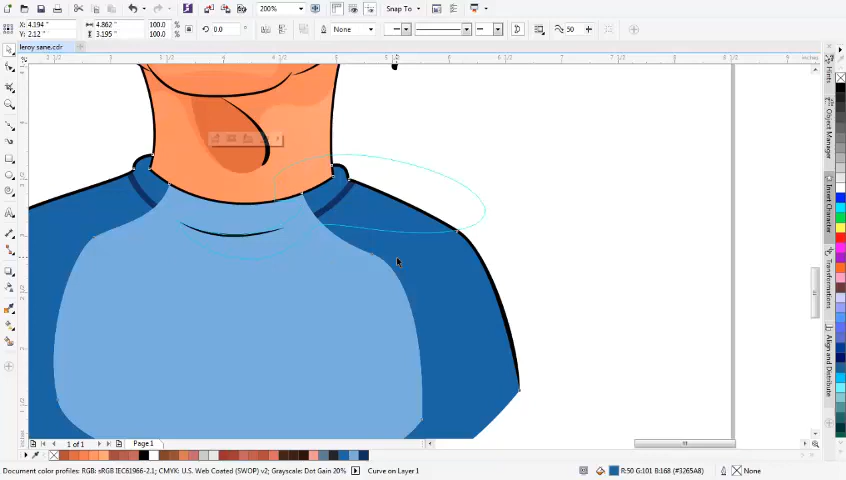 X: 4.194 "
Y: 2.12 "
4.862 "
3.195 "
100.0
100.0
%
%
200%
Snap To
0.0
°
None
50
leroy sane.cdr
inches
Hints
Object Manager
Insert Character
Transformations
Align and Distribute
1 of 1
Page 1
Document color profiles: RGB: sRGB IEC61966-2.1; CMYK: U.S. Web Coated (SWOP) v2; Grayscale: Dot Gain 20%
Curve on Layer 1
R:50 G:101 B:168 (#3265A8)
None